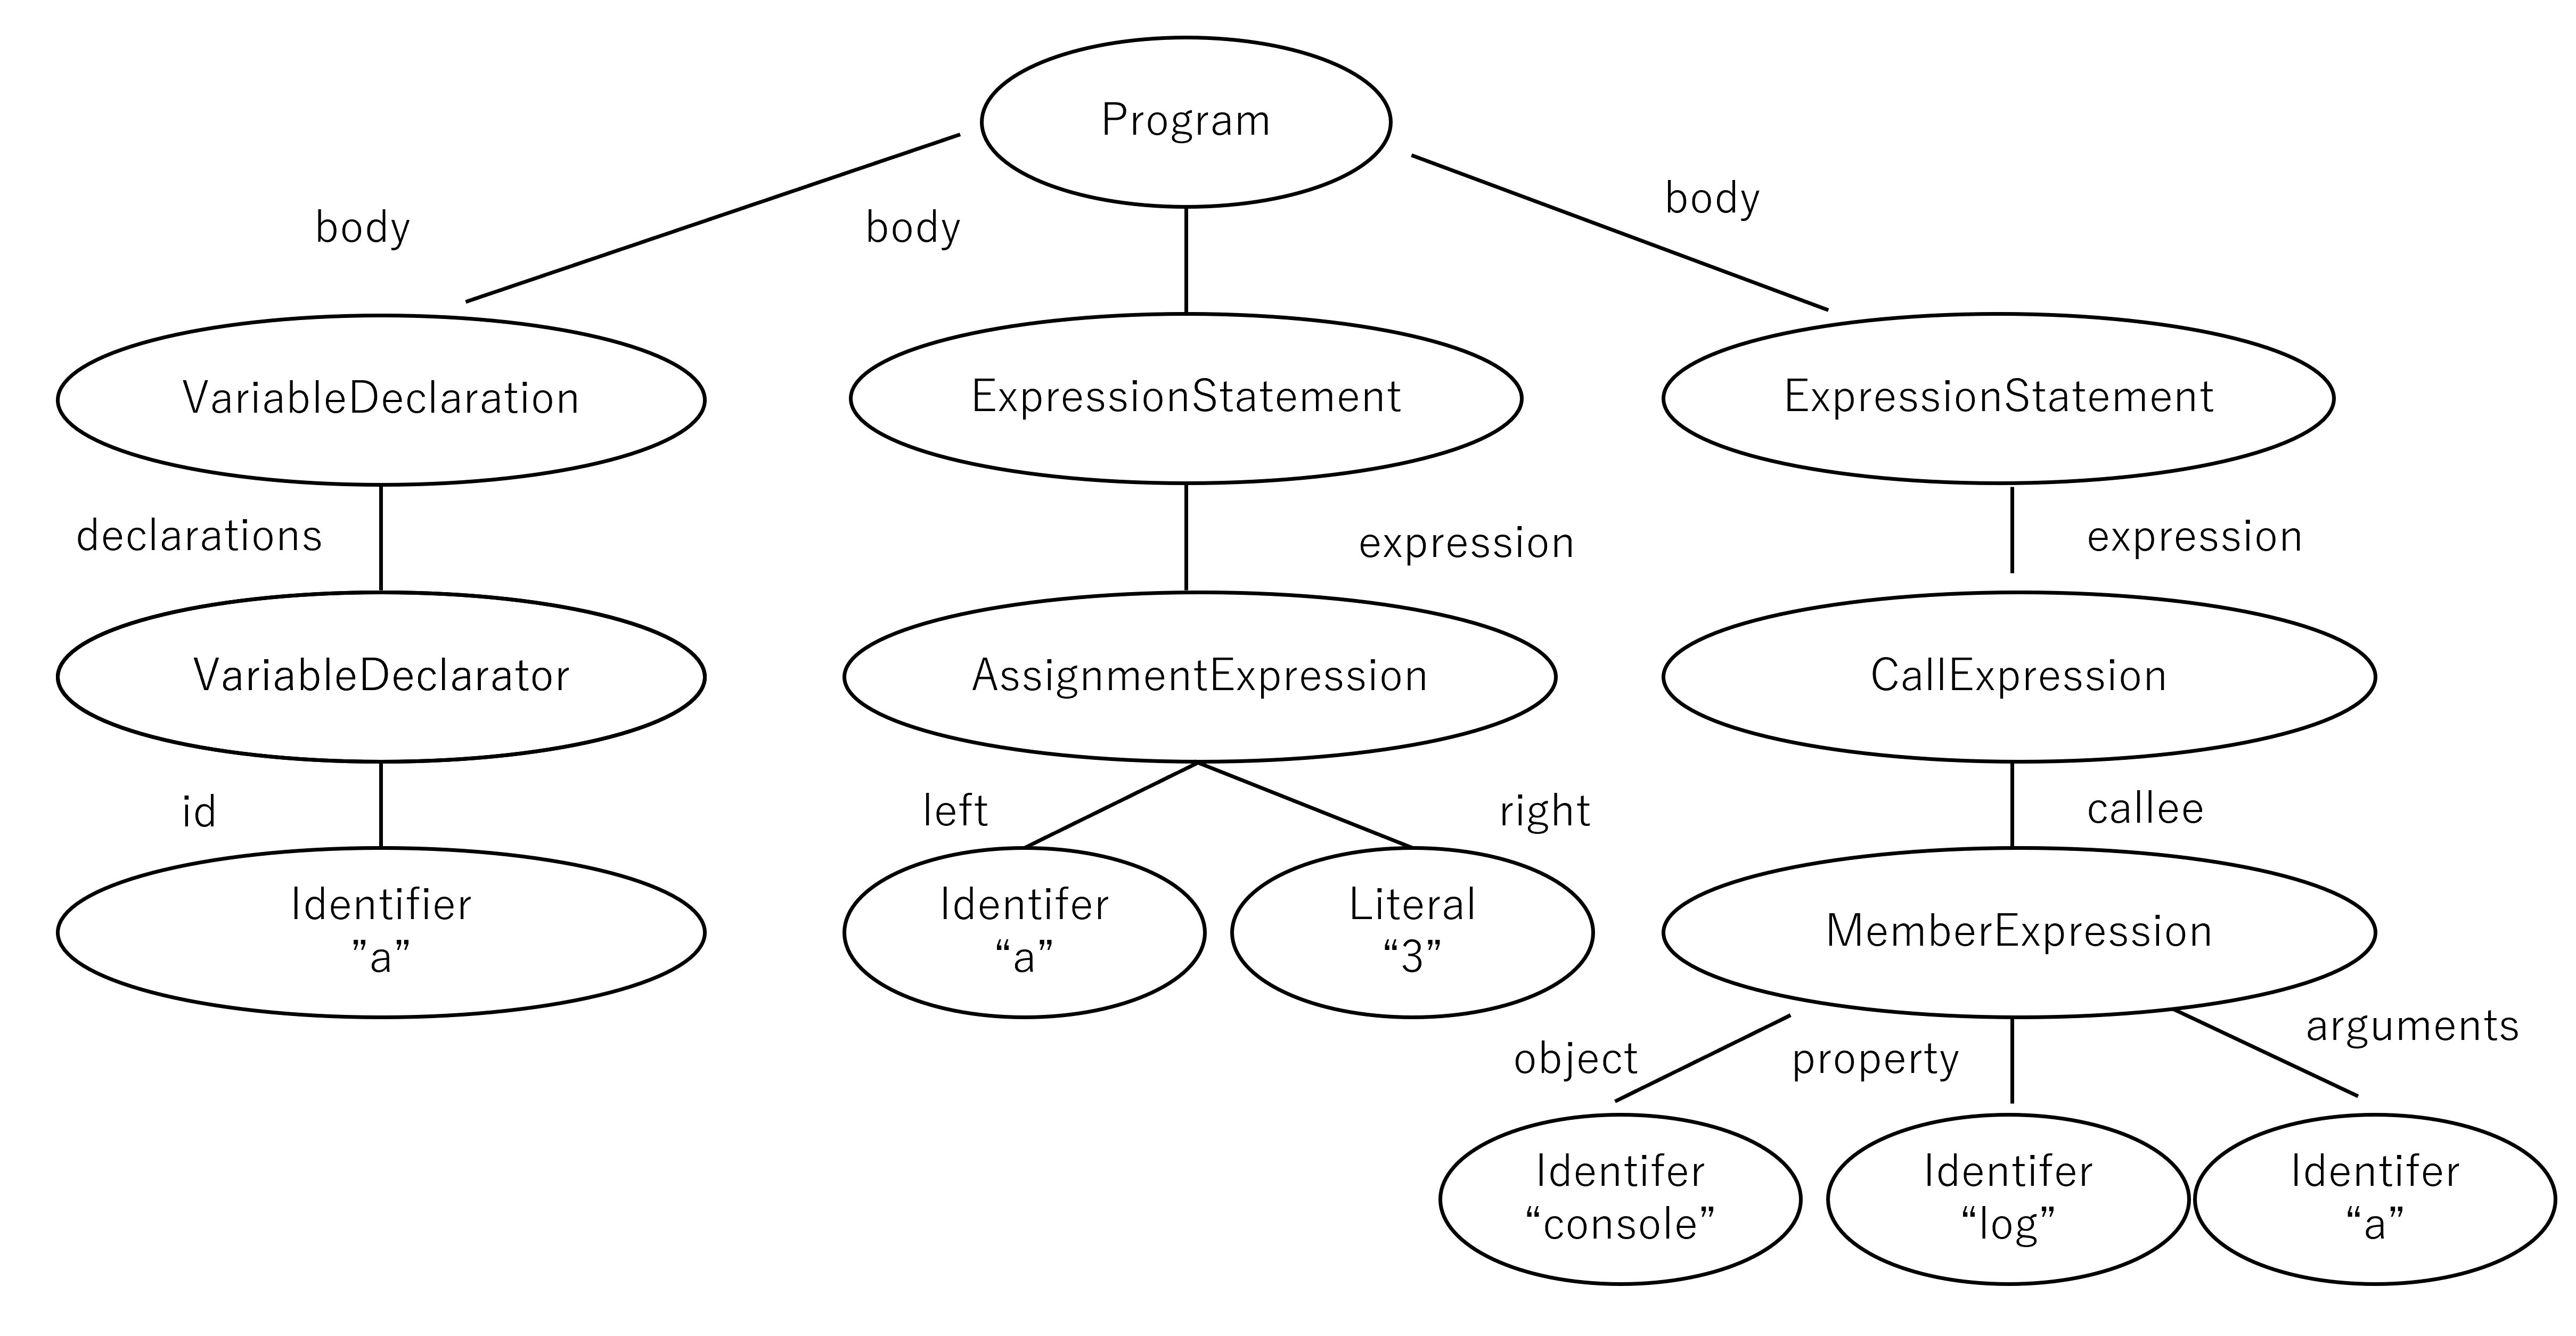 Program
body
body
body
VariableDeclaration
ExpressionStatement
ExpressionStatement
declarations
expression
expression
VariableDeclarator
AssignmentExpression
CallExpression
id
left
right
callee
Identifier
”a”
Identifer
“a”
Literal
“3”
MemberExpression
object
property
arguments
Identifer
“console”
Identifer
“log”
Identifer
“a”